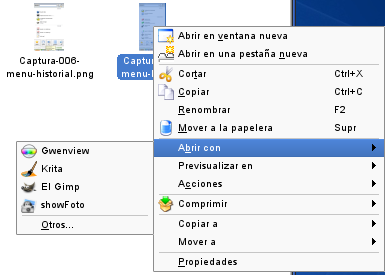 Captura-006-
menu-historial.png
Captu
menu-h
Abrir en ventana nueva
Abrir en una pestaña nueva
Cortar Ctrl+X
Copiar Ctrl+C
Renombrar F2
Mover a la papelera Supr
Abrir con
Previsualizar en
Acciones
Comprimir
Copiar a
Mover a
Propiedades
Gwenview
Krita
El Gimp
showFoto
Otros...